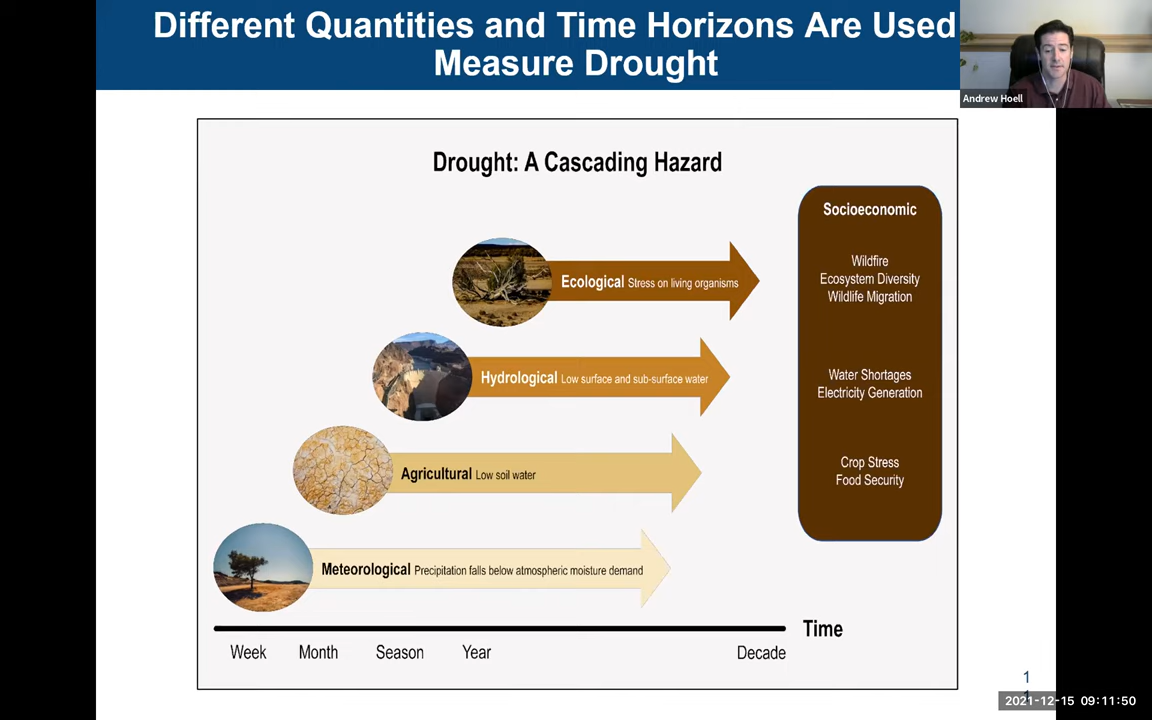 Different Quantities and Time Horizons Are Used
Measure Drought
Andrew Hoell
Drought: A Cascading Hazard
Socioeconomic
Wildfire
Ecosystem Diversity
Wildlife Migration
Ecological Stress on living organisms
Water Shortages
Electricity Generation
Hydrological Low surface and sub-surface water
Crop Stress
Food Security
Agricultural Low soil water
Meteorological Precipitation falls below atmospheric moisture demand
Time
Week Month Season Year Decade
1
2021-12-15 09:11:50